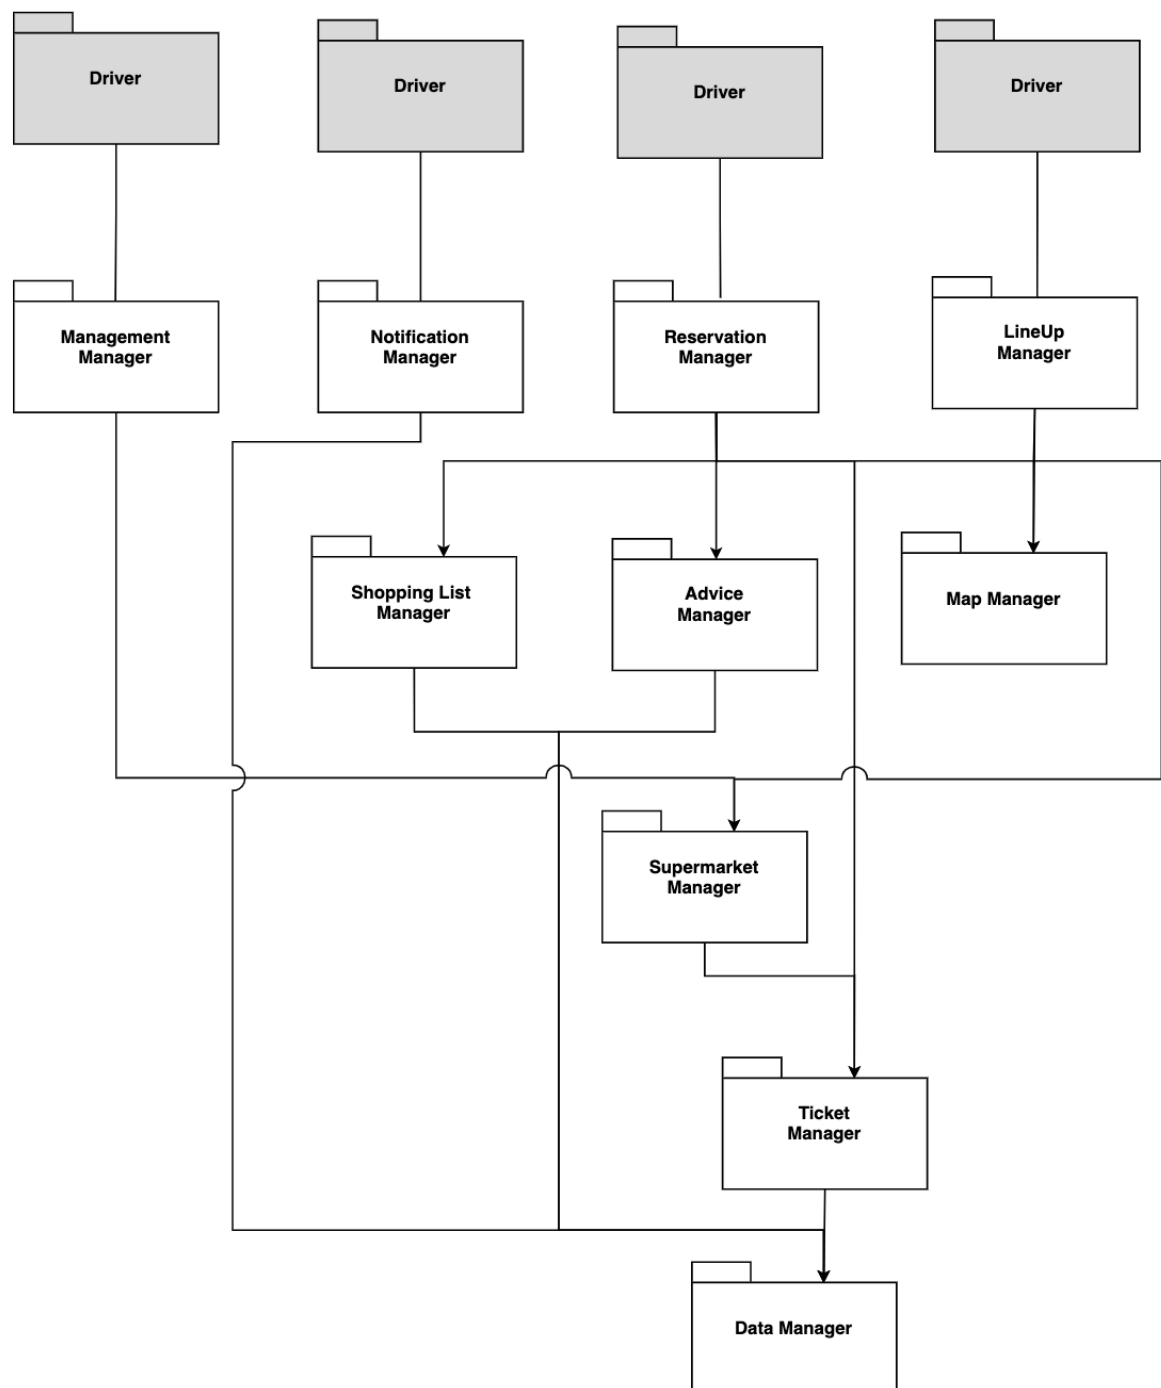 Driver
Driver
Driver
Driver
Management
Manager
Notification
Manager
Reservation
Manager
LineUp
Manager
Shopping List
Manager
Advice
Manager
Map Manager
Supermarket
Manager
Ticket
Manager
Data Manager